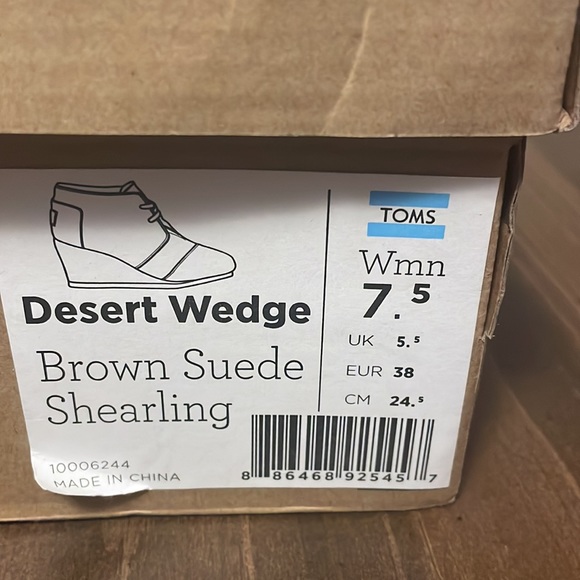 Desert Wedge
Brown Suede
Shearling
10006244
MADE IN CHINA
TOMS
Wmn
7.5
UK 5.5
EUR 38
CM 24.5
8 86468 92545 7